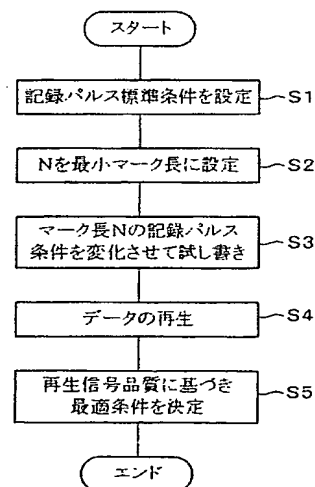 スタート
記録パルス標準条件を設定
S1
Nを最小マーク長に設定
S2
マーク長Nの記録パルス
条件を変化させて試し書き
S3
データの再生
S4
再生信号品質に基づき
最適条件を決定
S5
エンド